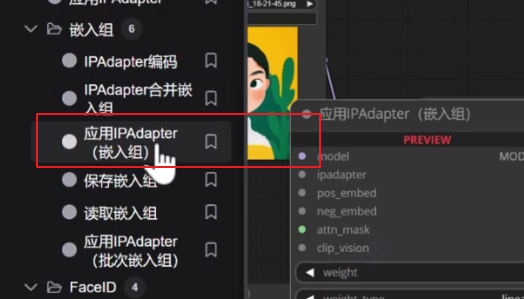 应用IPAdapter
_18-21-45.png
嵌入组 6
IPAdapter编码
IPAdapter合并嵌
入组
应用IPAdapter
（嵌入组）
保存嵌入组
读取嵌入组
应用IPAdapter
（批次嵌入组）
FaceID 4
应用IPAdapter（嵌入组）
PREVIEW
model MOD
ipadapter
pos_embed
neg_embed
attn_mask
clip_vision
weight
weight_type